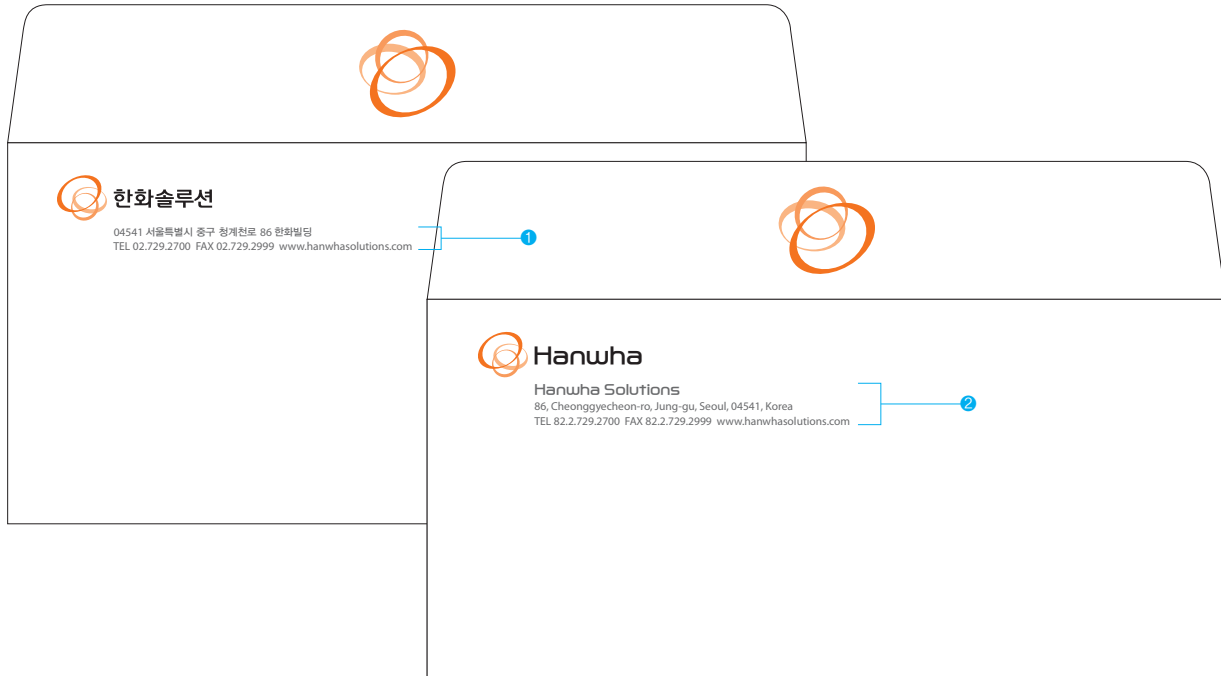 한화솔루션
04541 서울특별시 중구 청계천로 86 한화빌딩
TEL 02.729.2700 FAX 02.729.2999 www.hanwhasolutions.com
1
Hanwha
Hanwha Solutions
86, Cheonggyecheon-ro, Jung-gu, Seoul, 04541, Korea
TEL 82.2.729.2700 FAX 82.2.729.2999 www.hanwhasolutions.com
2